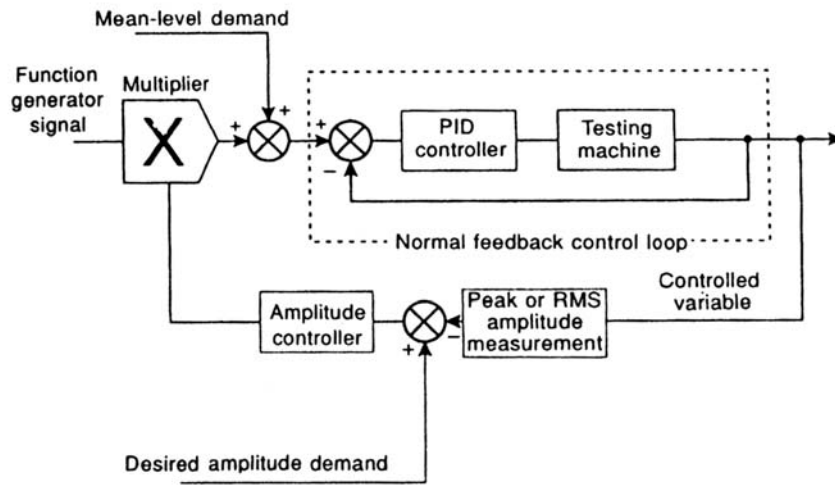 Mean-level demand
Function
generator
signal
Multiplier
X
+
+
+
−
PID
controller
Testing
machine
Normal feedback control loop
Controlled
variable
Amplitude
controller
+
−
Peak or RMS
amplitude
measurement
Desired amplitude demand